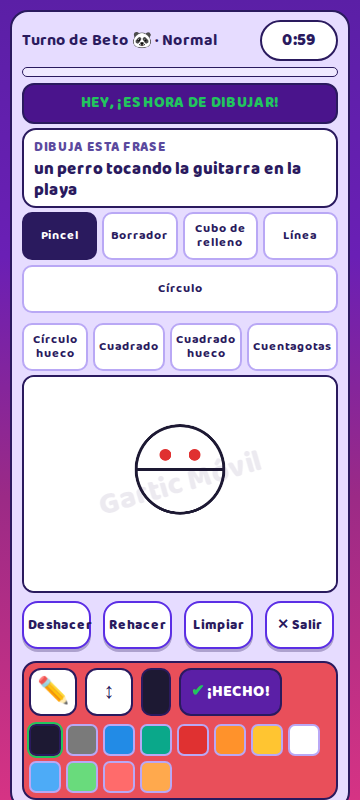 Turno de Beto 🐼 · Normal
0:59
HEY, ¡ES HORA DE DIBUJAR!
DIBUJA ESTA FRASE
un perro tocando la guitarra en la
playa
Pincel
Borrador
Cubo de
relleno
Línea
Círculo
Círculo
hueco
Cuadrado
Cuadrado
hueco
Cuentagotas
Gartic Móvil
Deshacer
Rehacer
Limpiar
✕ Salir
✔ ¡HECHO!